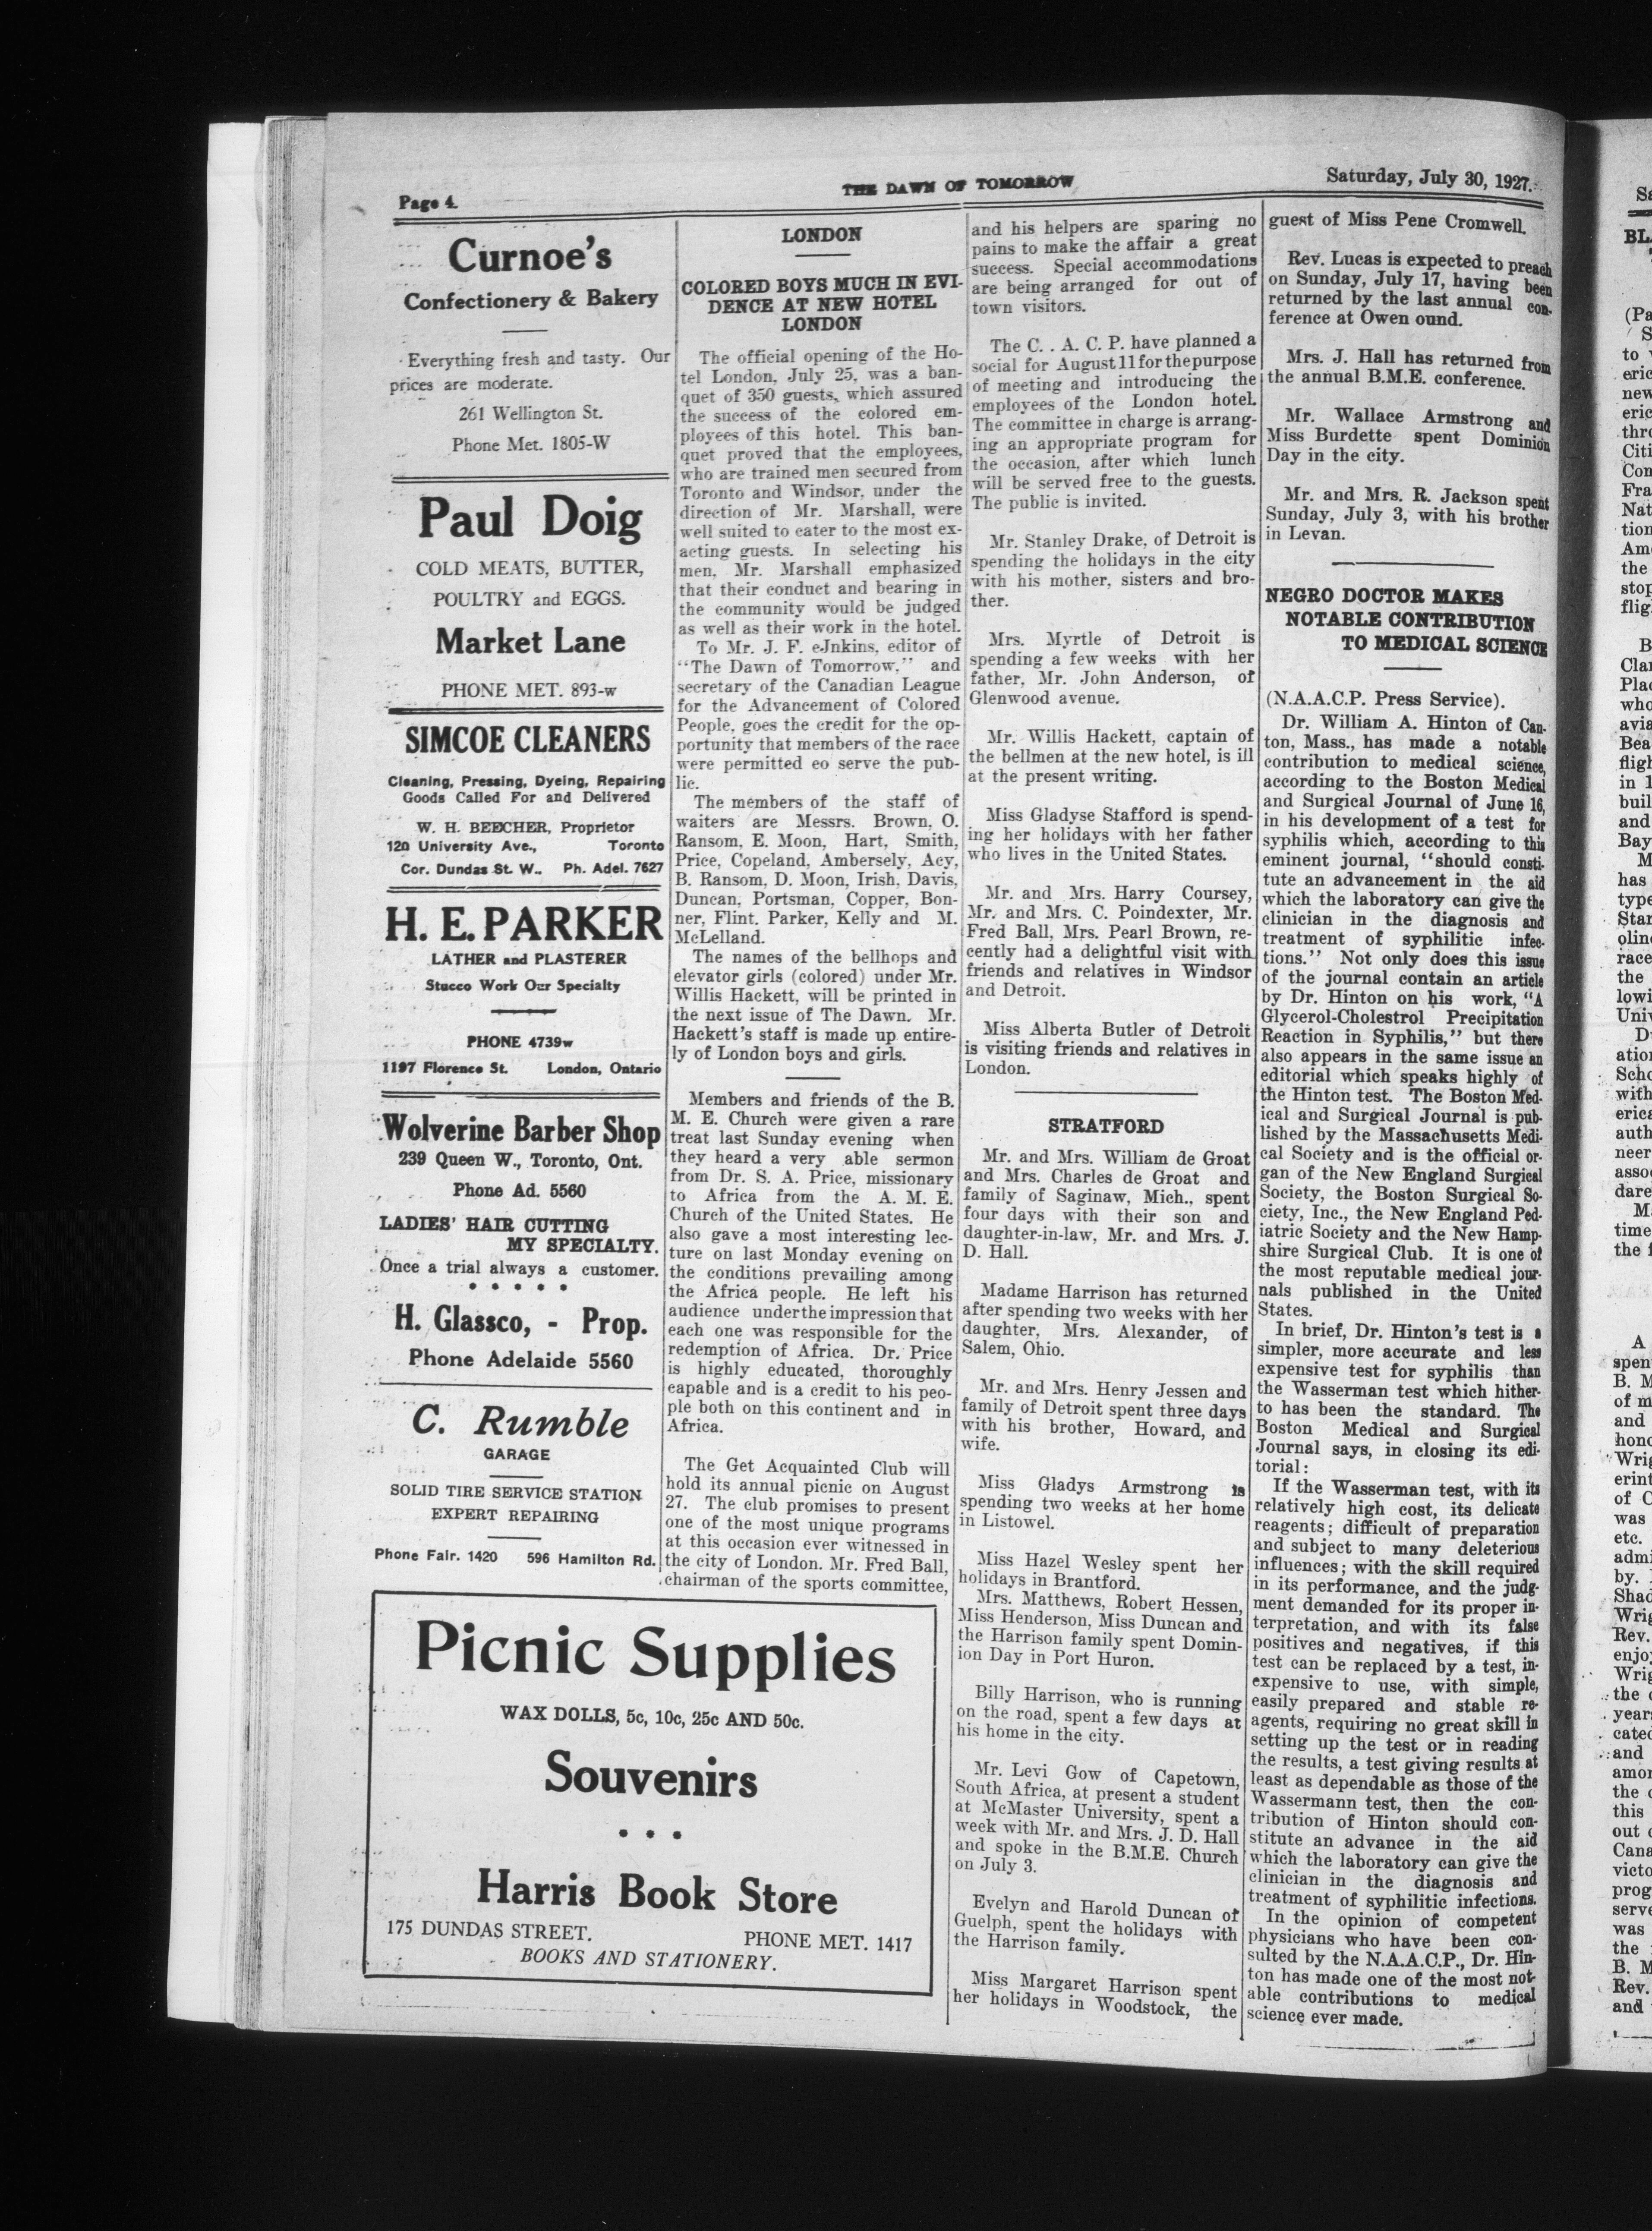 Page 4.
THE DAWN OF TOMORROW
Saturday, July 30, 1927.
Curnoe's
Confectionery & Bakery
Everything fresh and tasty. Our
prices are moderate.
261 Wellington St.
Phone Met. 1805-W
Paul Doig
COLD MEATS, BUTTER,
POULTRY and EGGS.
Market Lane
PHONE MET. 893-w
SIMCOE CLEANERS
Cleaning, Pressing, Dyeing, Repairing
Goods Called For and Delivered
W. H. BEECHER, Proprietor
120 University Ave., Toronto
Cor. Dundas St. W.. Ph. Adel. 7627
H. E. PARKER
LATHER and PLASTERER
Stucco Work Our Specialty
PHONE 4739w
1197 Florence St. London, Ontario
Wolverine Barber Shop
239 Queen W., Toronto, Ont.
Phone Ad. 5560
LADIES' HAIR CUTTING
MY SPECIALTY.
Once a trial always a customer.
* * * * *
H. Glassco, - Prop.
Phone Adelaide 5560
C. Rumble
GARAGE
SOLID TIRE SERVICE STATION
EXPERT REPAIRING
Phone Fair. 1420 596 Hamilton Rd.
Picnic Supplies
WAX DOLLS, 5c, 10c, 25c AND 50c.
Souvenirs
* * *
Harris Book Store
175 DUNDAS STREET. PHONE MET. 1417
BOOKS AND STATIONERY.
LONDON
COLORED BOYS MUCH IN EVI-
DENCE AT NEW HOTEL
LONDON
The official opening of the Ho-
tel London, July 25, was a ban-
quet of 350 guests, which assured
the success of the colored em-
ployees of this hotel. This ban-
quet proved that the employees,
who are trained men secured from
Toronto and Windsor, under the
direction of Mr. Marshall, were
well suited to cater to the most ex-
acting guests. In selecting his
men, Mr. Marshall emphasized
that their conduct and bearing in
the community would be judged
as well as their work in the hotel.
To Mr. J. F. eJnkins, editor of
"The Dawn of Tomorrow," and
secretary of the Canadian League
for the Advancement of Colored
People, goes the credit for the op-
portunity that members of the race
were permitted eo serve the pub-
lic.
The members of the staff of
waiters are Messrs. Brown, O.
Ransom, E. Moon, Hart, Smith,
Price, Copeland, Ambersely, Acy,
B. Ransom, D. Moon, Irish, Davis,
Duncan, Portsman, Copper, Bon-
ner, Flint, Parker, Kelly and M.
McLelland.
The names of the bellhops and
elevator girls (colored) under Mr.
Willis Hackett, will be printed in
the next issue of The Dawn. Mr.
Hackett's staff is made up entire-
ly of London boys and girls.
Members and friends of the B.
M. E. Church were given a rare
treat last Sunday evening when
they heard a very able sermon
from Dr. S. A. Price, missionary
to Africa from the A. M. E.
Church of the United States. He
also gave a most interesting lec-
ture on last Monday evening on
the conditions prevailing among
the Africa people. He left his
audience under the impression that
each one was responsible for the
redemption of Africa. Dr. Price
is highly educated, thoroughly
capable and is a credit to his peo-
ple both on this continent and in
Africa.
The Get Acquainted Club will
hold its annual picnic on August
27. The club promises to present
one of the most unique programs
at this occasion ever witnessed in
the city of London. Mr. Fred Ball,
chairman of the sports committee,
and his helpers are sparing no
pains to make the affair a great
success. Special accommodations
are being arranged for out of
town visitors.
The C. . A. C. P. have planned a
social for August 11 for the purpose
of meeting and introducing the
employees of the London hotel.
The committee in charge is arrang-
ing an appropriate program for
the occasion, after which lunch
will be served free to the guests.
The public is invited.
Mr. Stanley Drake, of Detroit is
spending the holidays in the city
with his mother, sisters and bro-
ther.
Mrs. Myrtle of Detroit is
spending a few weeks with her
father, Mr. John Anderson, of
Glenwood avenue.
Mr. Willis Hackett, captain of
the bellmen at the new hotel, is ill
at the present writing.
Miss Gladyse Stafford is spend-
ing her holidays with her father
who lives in the United States.
Mr. and Mrs. Harry Coursey,
Mr. and Mrs. C. Poindexter, Mr.
Fred Ball, Mrs. Pearl Brown, re-
cently had a delightful visit with
friends and relatives in Windsor
and Detroit.
Miss Alberta Butler of Detroit
is visiting friends and relatives in
London.
STRATFORD
Mr. and Mrs. William de Groat
and Mrs. Charles de Groat and
family of Saginaw, Mich., spent
four days with their son and
daughter-in-law, Mr. and Mrs. J.
D. Hall.
Madame Harrison has returned
after spending two weeks with her
daughter, Mrs. Alexander, of
Salem, Ohio.
Mr. and Mrs. Henry Jessen and
family of Detroit spent three days
with his brother, Howard, and
wife.
Miss Gladys Armstrong is
spending two weeks at her home
in Listowel.
Miss Hazel Wesley spent her
holidays in Brantford.
Mrs. Matthews, Robert Hessen,
Miss Henderson, Miss Duncan and
the Harrison family spent Domin-
ion Day in Port Huron.
Billy Harrison, who is running
on the road, spent a few days at
his home in the city.
Mr. Levi Gow of Capetown,
South Africa, at present a student
at McMaster University, spent a
week with Mr. and Mrs. J. D. Hall
and spoke in the B.M.E. Church
on July 3.
Evelyn and Harold Duncan of
Guelph, spent the holidays with
the Harrison family.
Miss Margaret Harrison spent
her holidays in Woodstock, the
guest of Miss Pene Cromwell.
Rev. Lucas is expected to preach
on Sunday, July 17, having been
returned by the last annual con-
ference at Owen ound.
Mrs. J. Hall has returned from
the annual B.M.E. conference.
Mr. Wallace Armstrong and
Miss Burdette spent Dominion
Day in the city.
Mr. and Mrs. R. Jackson spent
Sunday, July 3, with his brother
in Levan.
NEGRO DOCTOR MAKES
NOTABLE CONTRIBUTION
TO MEDICAL SCIENCE
(N.A.A.C.P. Press Service).
Dr. William A. Hinton of Can-
ton, Mass., has made a notable
contribution to medical science,
according to the Boston Medical
and Surgical Journal of June 16,
in his development of a test for
syphilis which, according to this
eminent journal, "should consti-
tute an advancement in the aid
which the laboratory can give the
clinician in the diagnosis and
treatment of syphilitic infec-
tions." Not only does this issue
of the journal contain an article
by Dr. Hinton on his work, "A
Glycerol-Cholestrol Precipitation
Reaction in Syphilis," but there
also appears in the same issue an
editorial which speaks highly of
the Hinton test. The Boston Med-
ical and Surgical Journal is pub-
lished by the Massachusetts Medi-
cal Society and is the official or-
gan of the New England Surgical
Society, the Boston Surgical So-
ciety, Inc., the New England Ped-
iatric Society and the New Hamp-
shire Surgical Club. It is one of
the most reputable medical jour-
nals published in the United
States.
In brief, Dr. Hinton's test is a
simpler, more accurate and less
expensive test for syphilis than
the Wasserman test which hither-
to has been the standard. The
Boston Medical and Surgical
Journal says, in closing its edi-
torial:
If the Wasserman test, with its
relatively high cost, its delicate
reagents; difficult of preparation
and subject to many deleterious
influences; with the skill required
in its performance, and the judg-
ment demanded for its proper in-
terpretation, and with its false
positives and negatives, if this
test can be replaced by a test, in-
expensive to use, with simple,
easily prepared and stable re-
agents, requiring no great skill in
setting up the test or in reading
the results, a test giving results at
least as dependable as those of the
Wassermann test, then the con-
tribution of Hinton should con-
stitute an advance in the aid
which the laboratory can give the
clinician in the diagnosis and
treatment of syphilitic infections.
In the opinion of competent
physicians who have been con-
sulted by the N.A.A.C.P., Dr. Hin-
ton has made one of the most not-
able contributions to medical
science ever made.